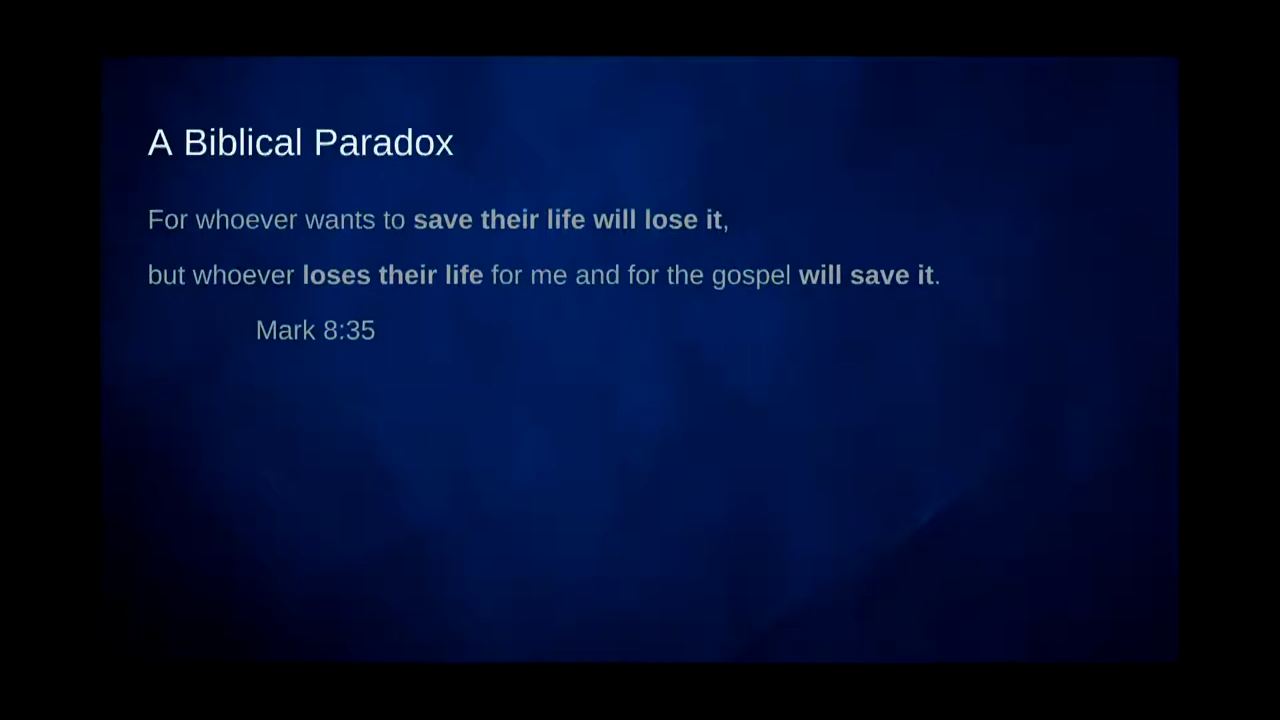 A Biblical Paradox
For whoever wants to save their life will lose it,
but whoever loses their life for me and for the gospel will save it.
Mark 8:35